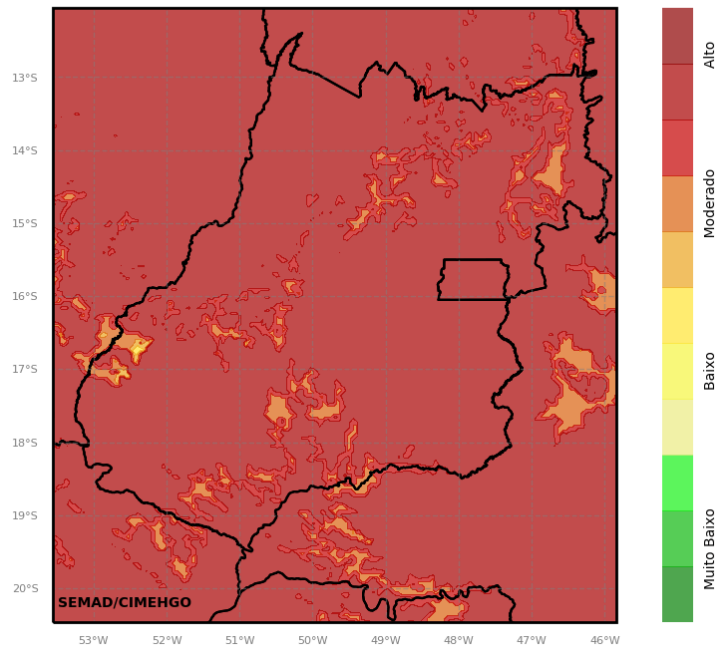 13°S
14°S
15°S
16°S
17°S
18°S
19°S
20°S
SEMAD/CIMEHGO
53°W
52°W
51°W
50°W
49°W
48°W
47°W
46°W
Alto
Moderado
Baixo
Muito Baixo